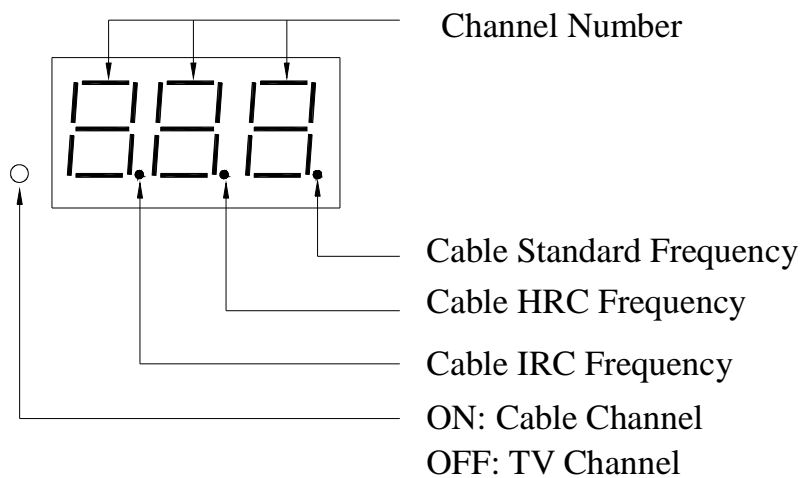 Channel Number
Cable Standard Frequency
Cable HRC Frequency
Cable IRC Frequency
ON: Cable Channel
OFF: TV Channel